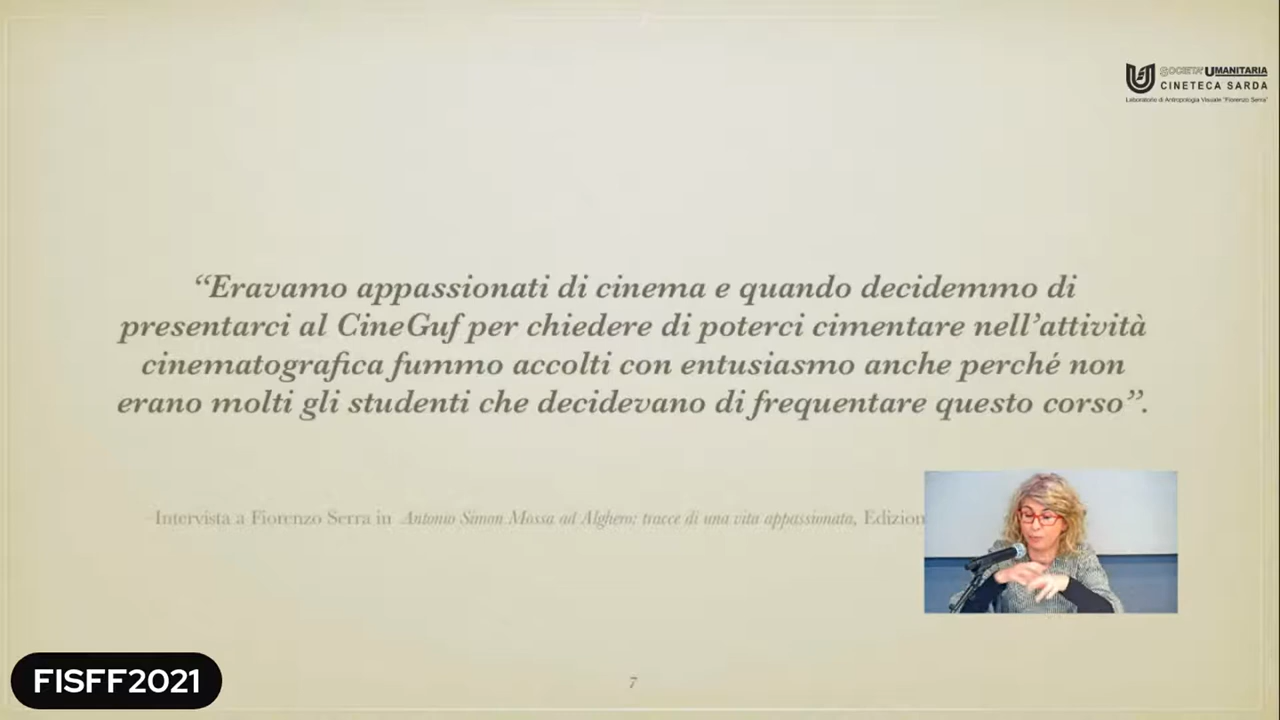 SOCIETA' UMANITARIA
CINETECA SARDA
Laboratorio di Antropologia Visuale "Fiorenzo Serra"
“Eravamo appassionati di cinema e quando decidemmo di
presentarci al CineGuf per chiedere di poterci cimentare nell’attività
cinematografica fummo accolti con entusiasmo anche perché non
erano molti gli studenti che decidevano di frequentare questo corso”.
–Intervista a Fiorenzo Serra in Antonio Simon Mossa ad Alghero: tracce di una vita appassionata, Edizion
FISFF2021
7